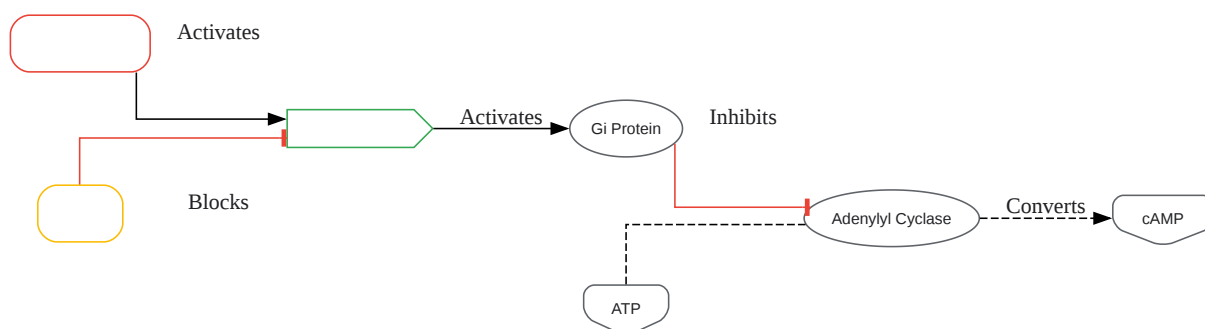 Activates
Activates
Gi Protein
Inhibits
Blocks
Adenylyl Cyclase
Converts
cAMP
ATP